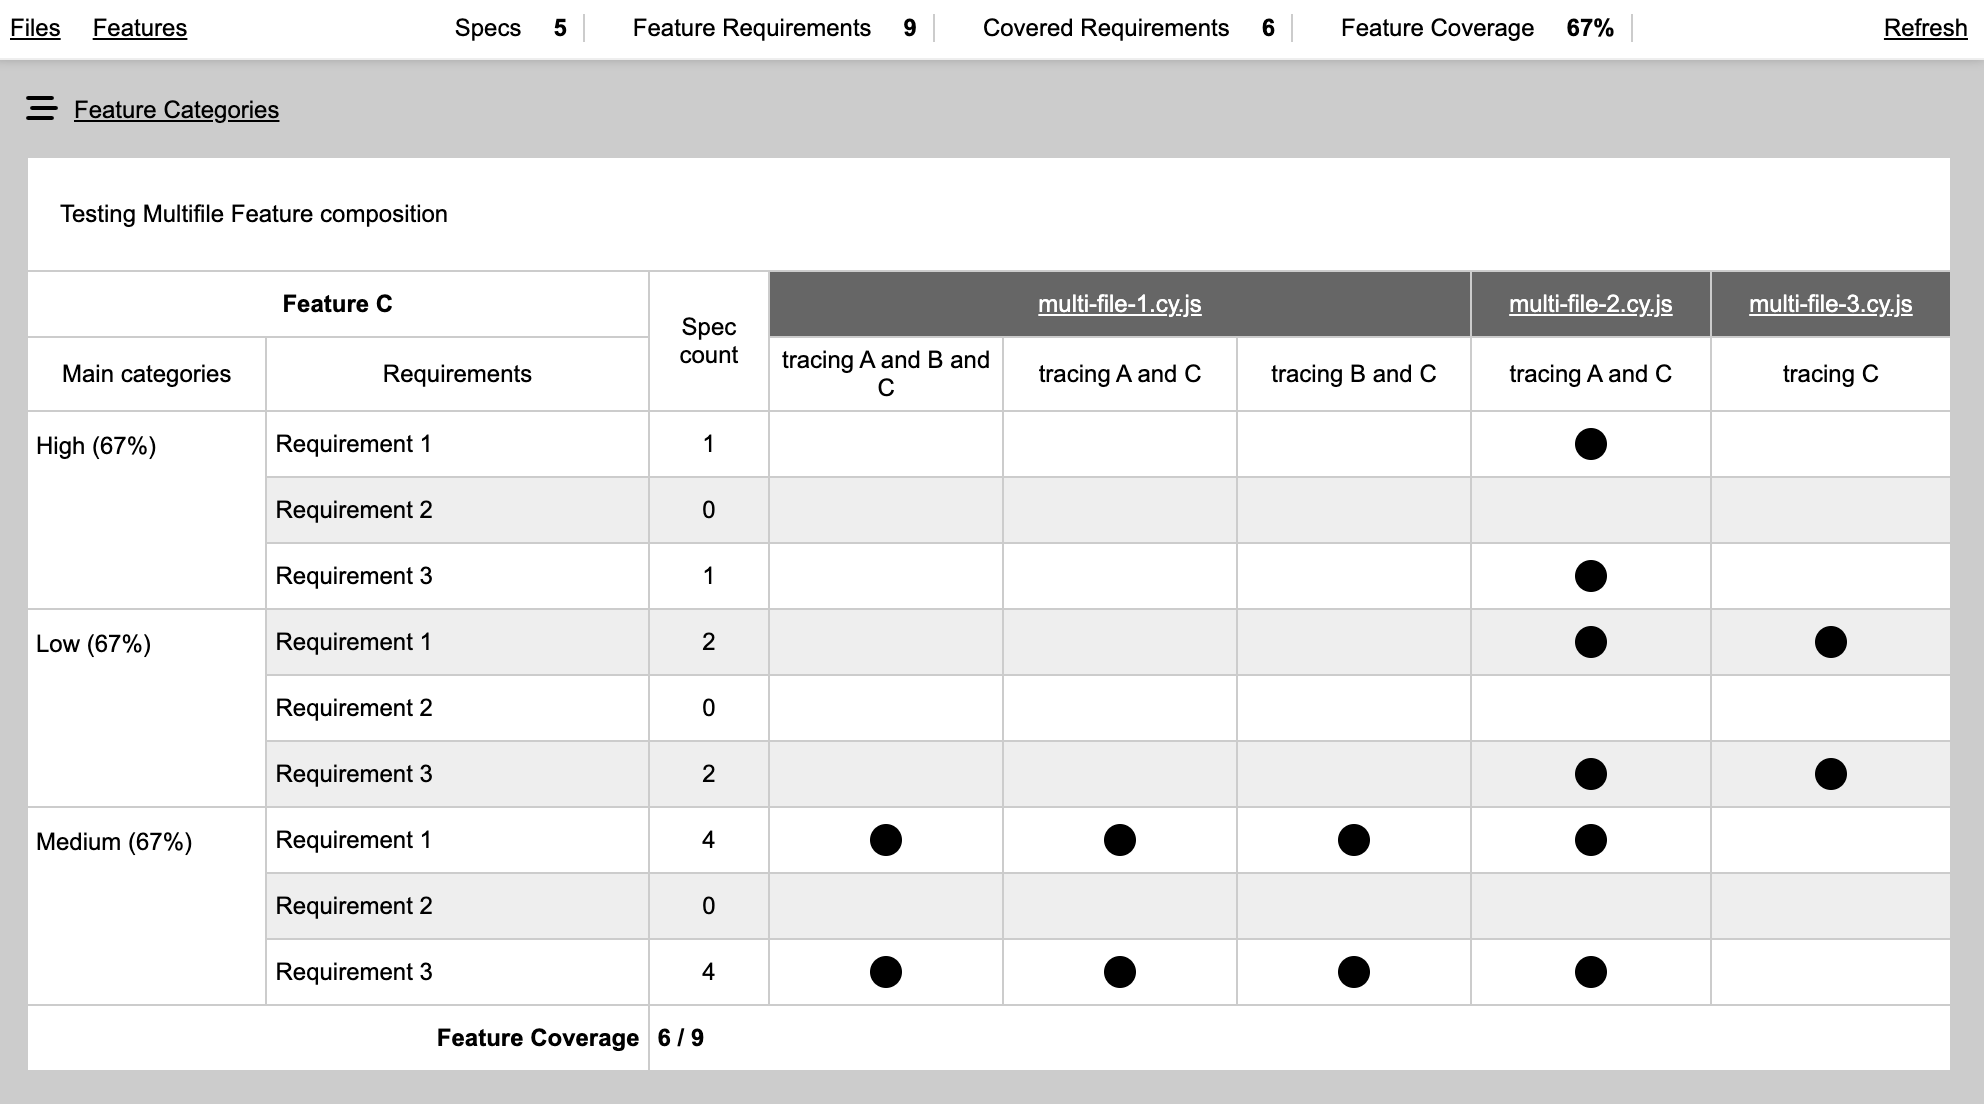 Files Features Specs 5 Feature Requirements 9 Covered Requirements 6 Feature Coverage 67% Refresh
Feature Categories
Testing Multifile Feature composition
Feature C Spec count multi-file-1.cy.js multi-file-2.cy.js multi-file-3.cy.js
Main categories Requirements tracing A and B and C tracing A and C tracing B and C tracing A and C tracing C
High (67%) Requirement 1 1
Requirement 2 0
Requirement 3 1
Low (67%) Requirement 1 2
Requirement 2 0
Requirement 3 2
Medium (67%) Requirement 1 4
Requirement 2 0
Requirement 3 4
Feature Coverage 6 / 9